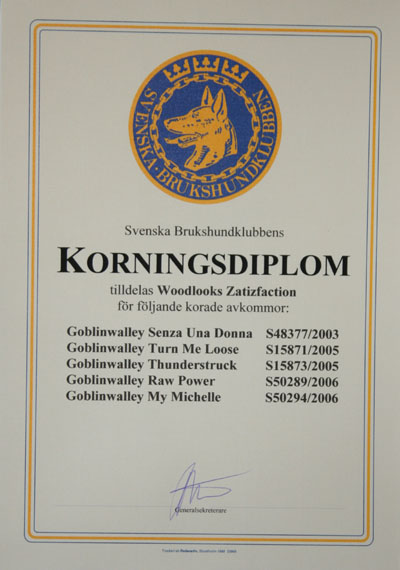 SVENSKA BRUKSHUNDKLUBBEN
Svenska Brukshundklubbens
KORNINGSDIPLOM
tilldelas Woodlooks Zatizfaction
för följande korade avkommor:
Goblinwalley Senza Una Donna S48377/2003
Goblinwalley Turn Me Loose S15871/2005
Goblinwalley Thunderstruck S15873/2005
Goblinwalley Raw Power S50289/2006
Goblinwalley My Michelle S50294/2006
Generalsekreterare